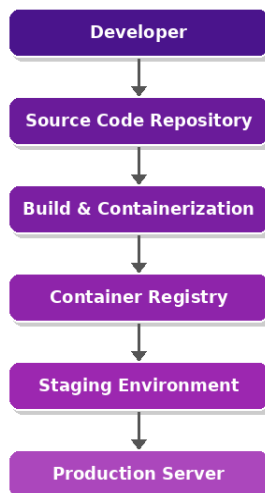 Developer
Source Code Repository
Build & Containerization
Container Registry
Staging Environment
Production Server